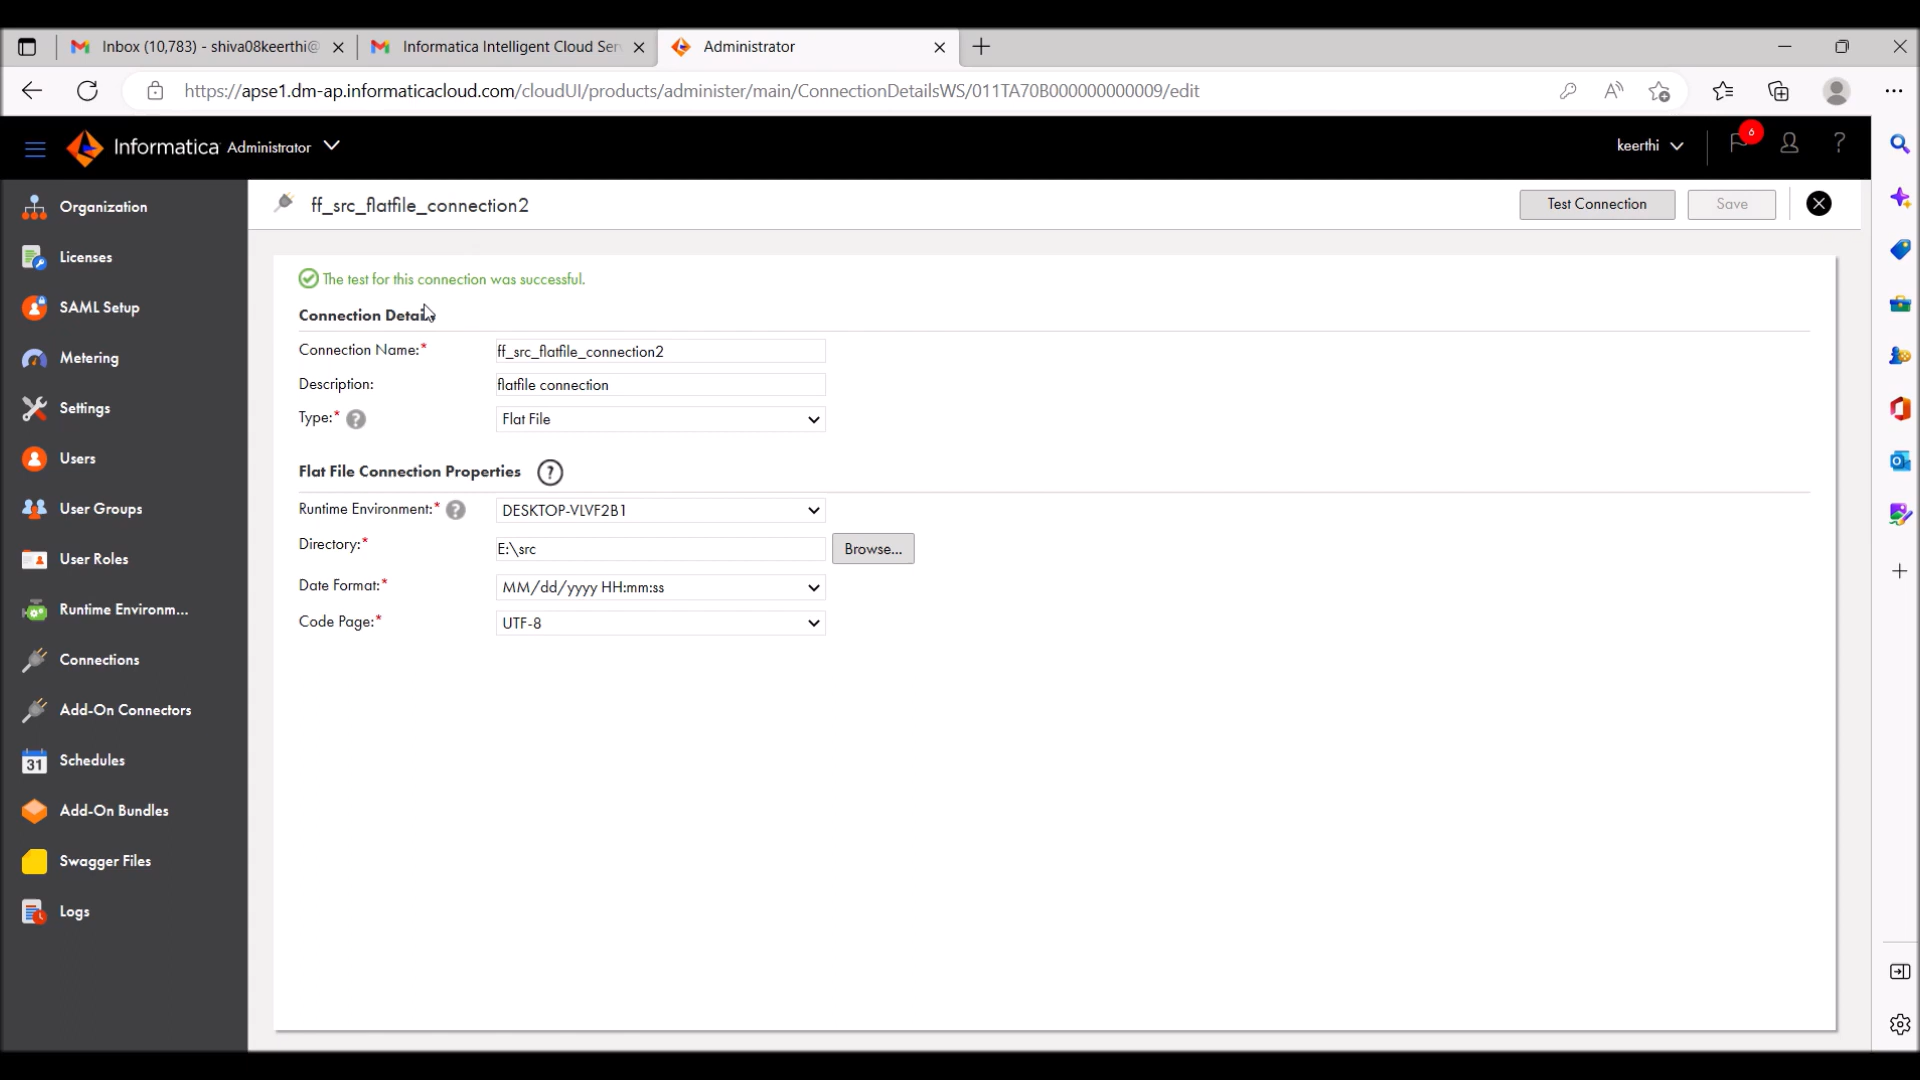 Inbox (10,783) - shiva08keerthi@
Informatica Intelligent Cloud Ser
Administrator
https://apse1.dm-ap.informaticacloud.com/cloudUI/products/administer/main/ConnectionDetailsWS/011TA70B000000000009/edit
Informatica Administrator
keerthi
6
?
Organization
Licenses
SAML Setup
Metering
Settings
Users
User Groups
User Roles
Runtime Environm...
Connections
Add-On Connectors
31
Schedules
Add-On Bundles
Swagger Files
Logs
ff_src_flatfile_connection2
Test Connection
Save
The test for this connection was successful.
Connection Details
Connection Name:* ff_src_flatfile_connection2
Description: flatfile connection
Type:* ? Flat File
Flat File Connection Properties ?
Runtime Environment:* ? DESKTOP-VLVF2B1
Directory:* E:\src Browse...
Date Format:* MM/dd/yyyy HH:mm:ss
Code Page:* UTF-8